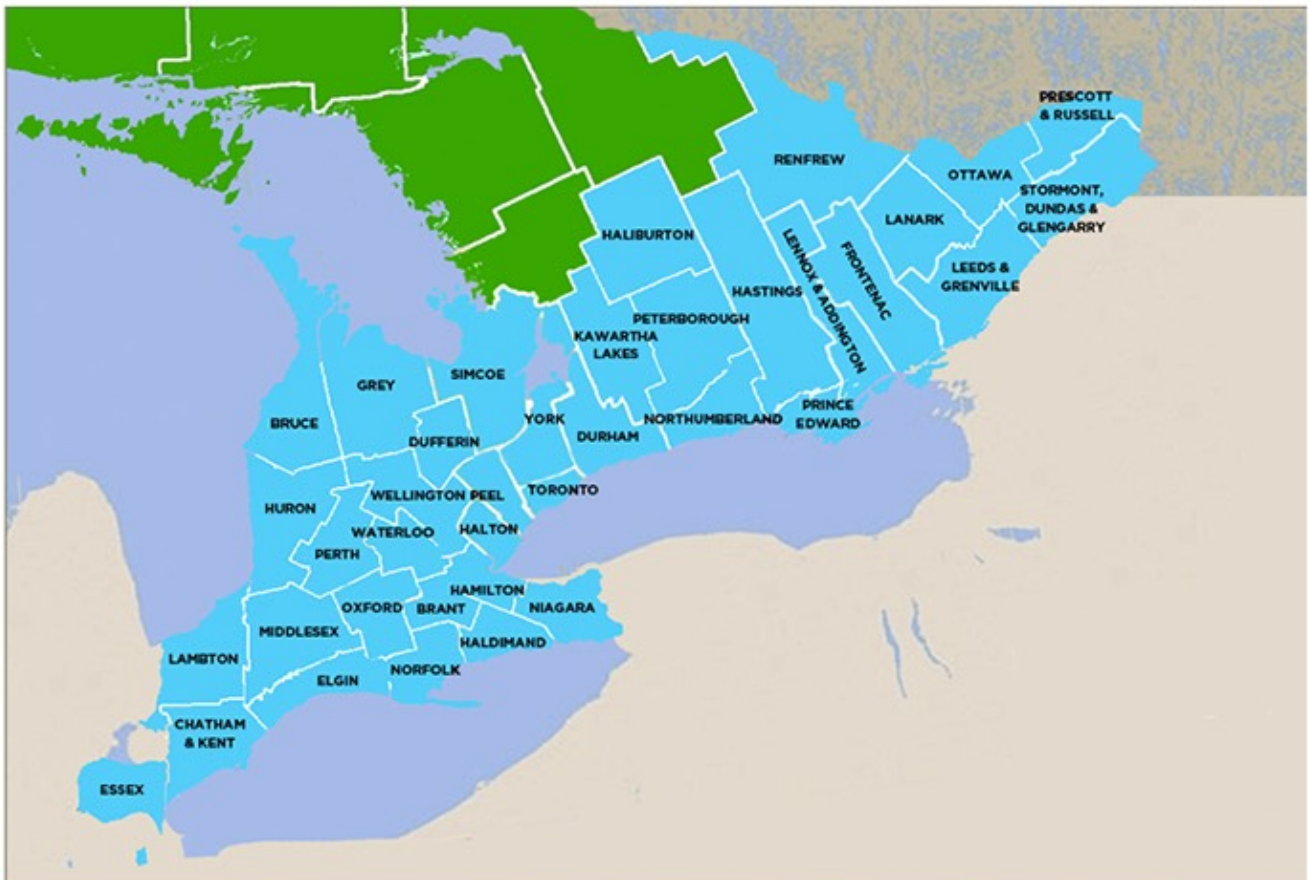 PRESCOTT
& RUSSELL
RENFREW
OTTAWA
STORMONT,
DUNDAS &
GLENGARRY
LANARK
HALIBURTON
LENNOX & ADDINGTON
FRONTENAC
LEEDS &
GRENVILLE
HASTINGS
PETERBOROUGH
KAWARTHA
LAKES
SIMCOE
GREY
BRUCE
YORK
NORTHUMBERLAND
PRINCE
EDWARD
DURHAM
DUFFERIN
TORONTO
WELLINGTON
PEEL
HURON
WATERLOO
HALTON
PERTH
HAMILTON
OXFORD
BRANT
NIAGARA
MIDDLESEX
HALDIMAND
LAMBTON
NORFOLK
ELGIN
CHATHAM
& KENT
ESSEX